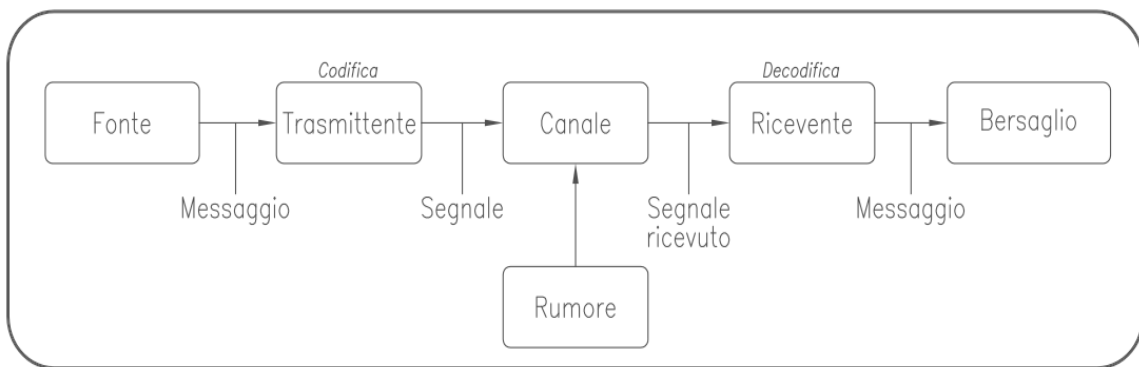 Codifica
Decodifica
Fonte
Trasmittente
Canale
Ricevente
Bersaglio
Messaggio
Segnale
Segnale
ricevuto
Messaggio
Rumore